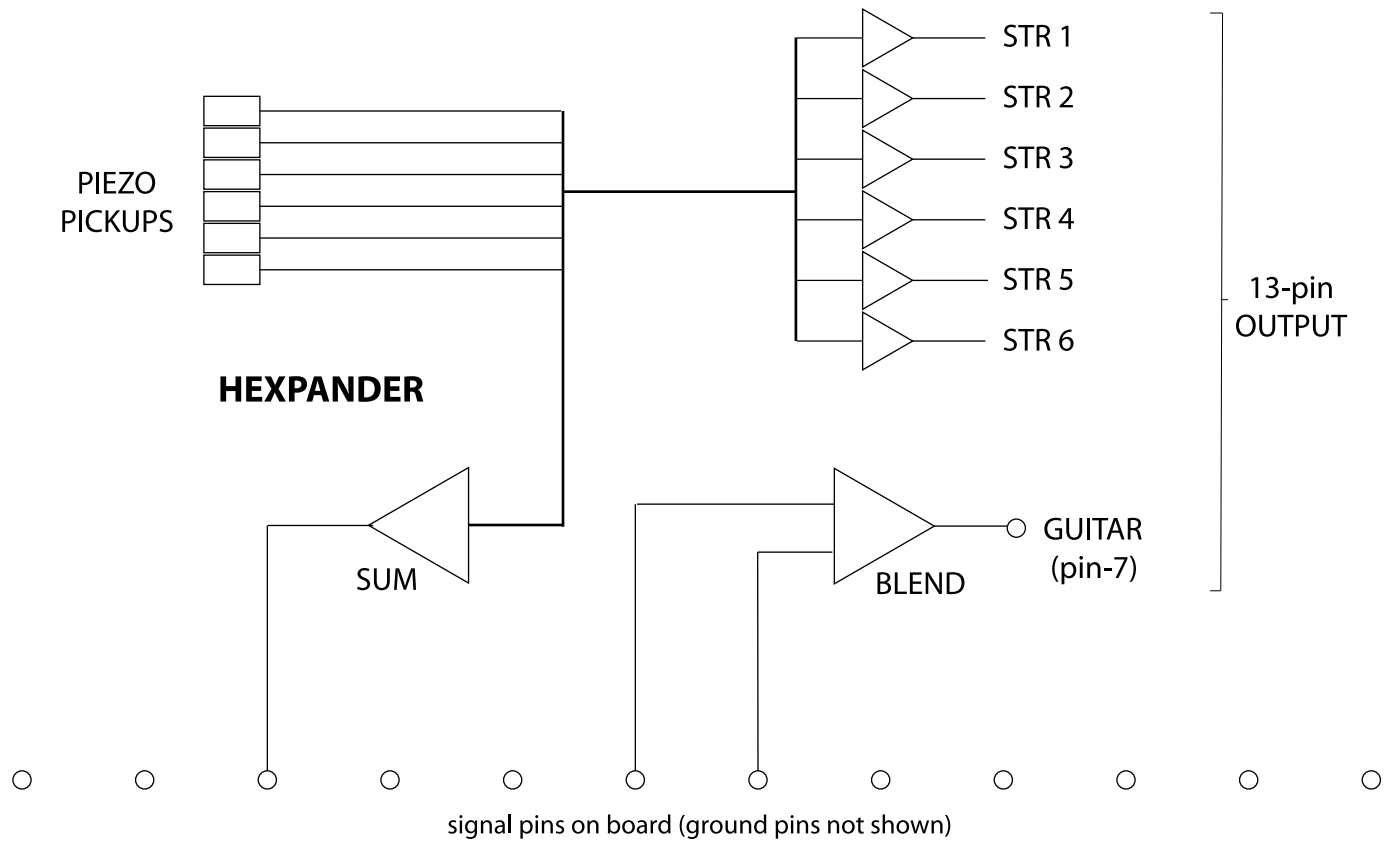 STR 1
STR 2
STR 3
STR 4
STR 5
STR 6
PIEZO
PICKUPS
13-pin
OUTPUT
HEXPANDER
SUM
BLEND
GUITAR
(pin-7)
signal pins on board (ground pins not shown)